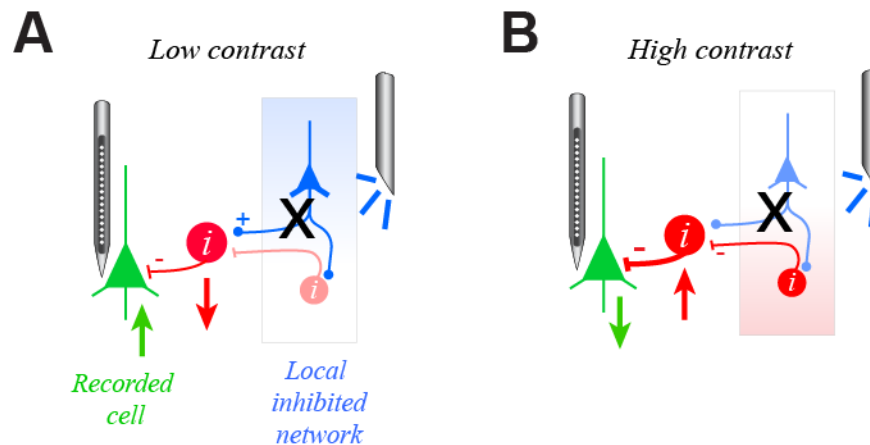 A
Low contrast
+
X
i
-
i
Recorded
cell
Local
inhibited
network
B
High contrast
X
i
-
-
i